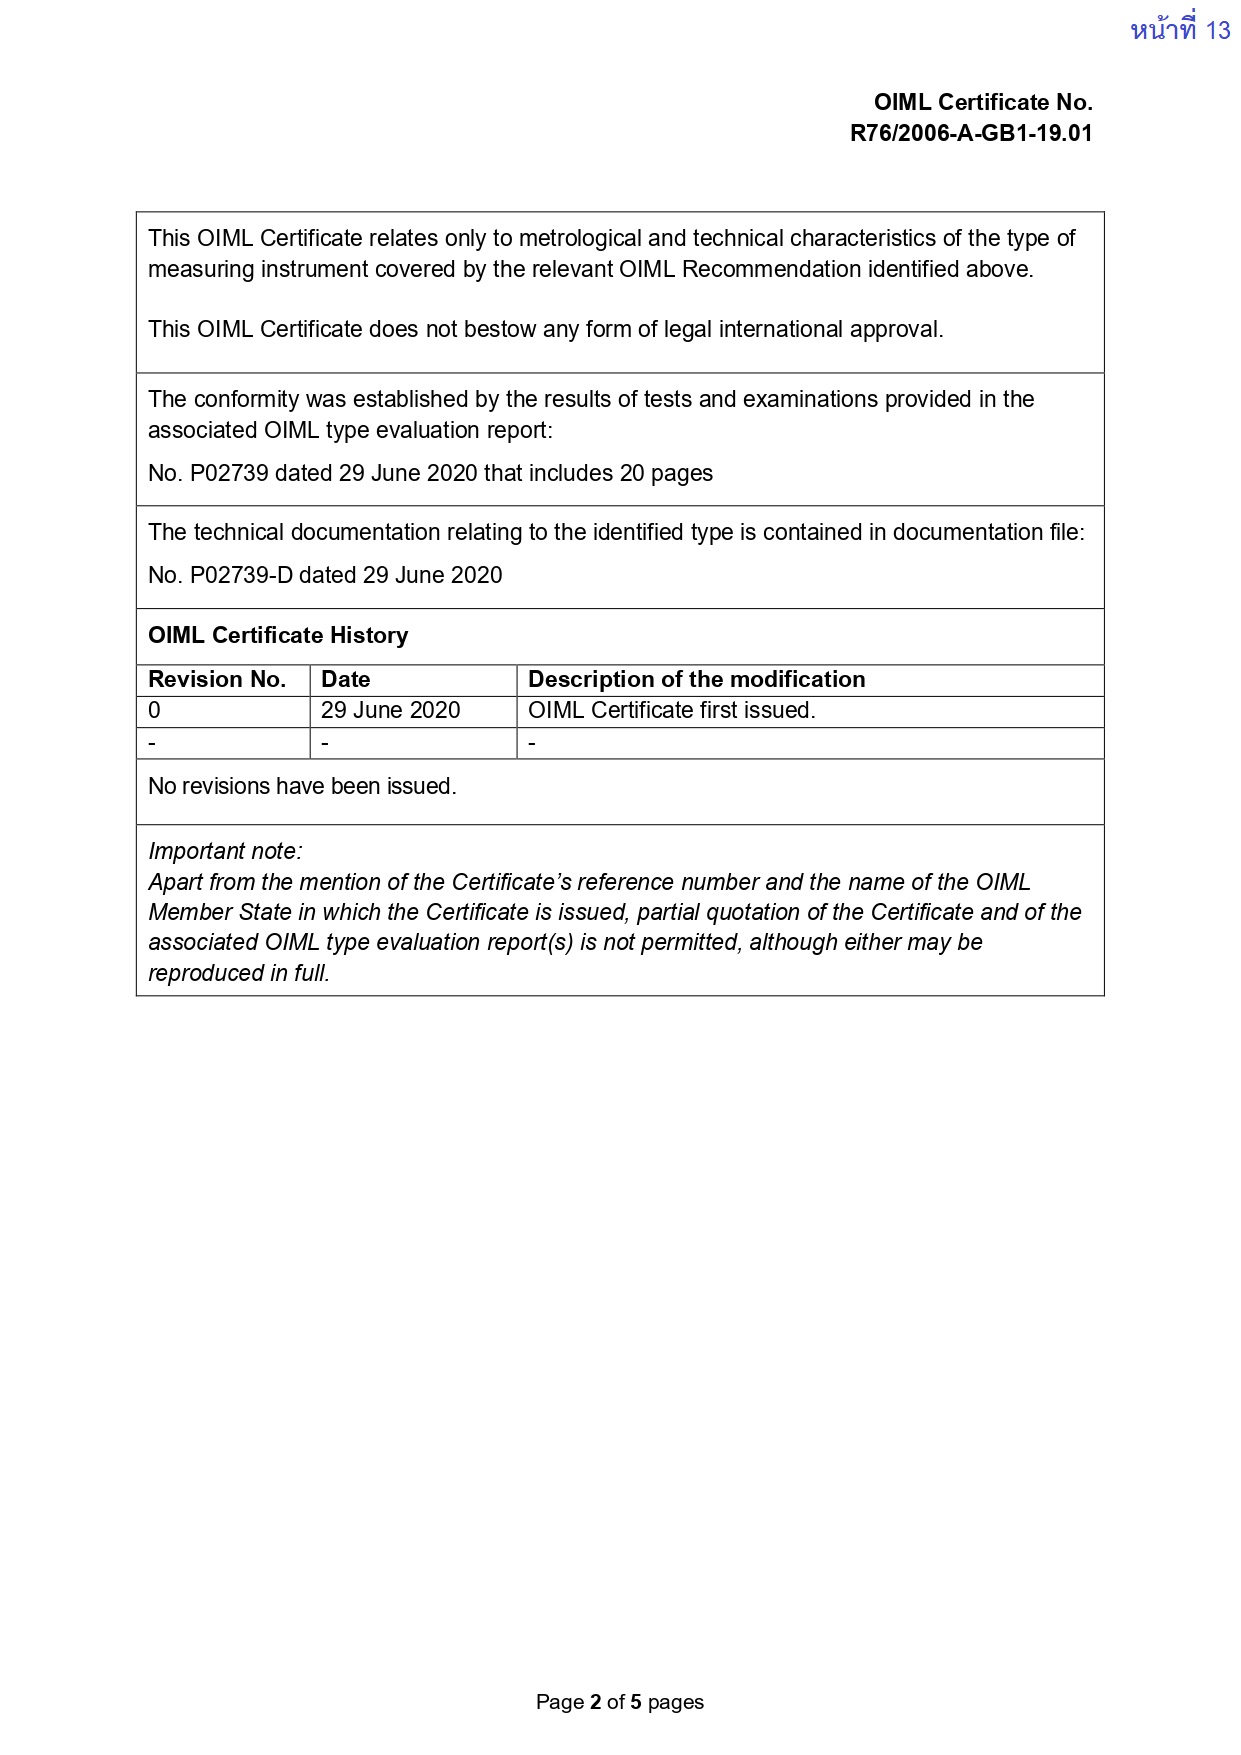 หน้าที่ 13
OIML Certificate No.
R76/2006-A-GB1-19.01
This OIML Certificate relates only to metrological and technical characteristics of the type of
measuring instrument covered by the relevant OIML Recommendation identified above.
This OIML Certificate does not bestow any form of legal international approval.
The conformity was established by the results of tests and examinations provided in the
associated OIML type evaluation report:
No. P02739 dated 29 June 2020 that includes 20 pages
The technical documentation relating to the identified type is contained in documentation file:
No. P02739-D dated 29 June 2020
OIML Certificate History
Revision No. Date Description of the modification
0 29 June 2020 OIML Certificate first issued.
- - -
No revisions have been issued.
Important note:
Apart from the mention of the Certificate’s reference number and the name of the OIML
Member State in which the Certificate is issued, partial quotation of the Certificate and of the
associated OIML type evaluation report(s) is not permitted, although either may be
reproduced in full.
Page 2 of 5 pages